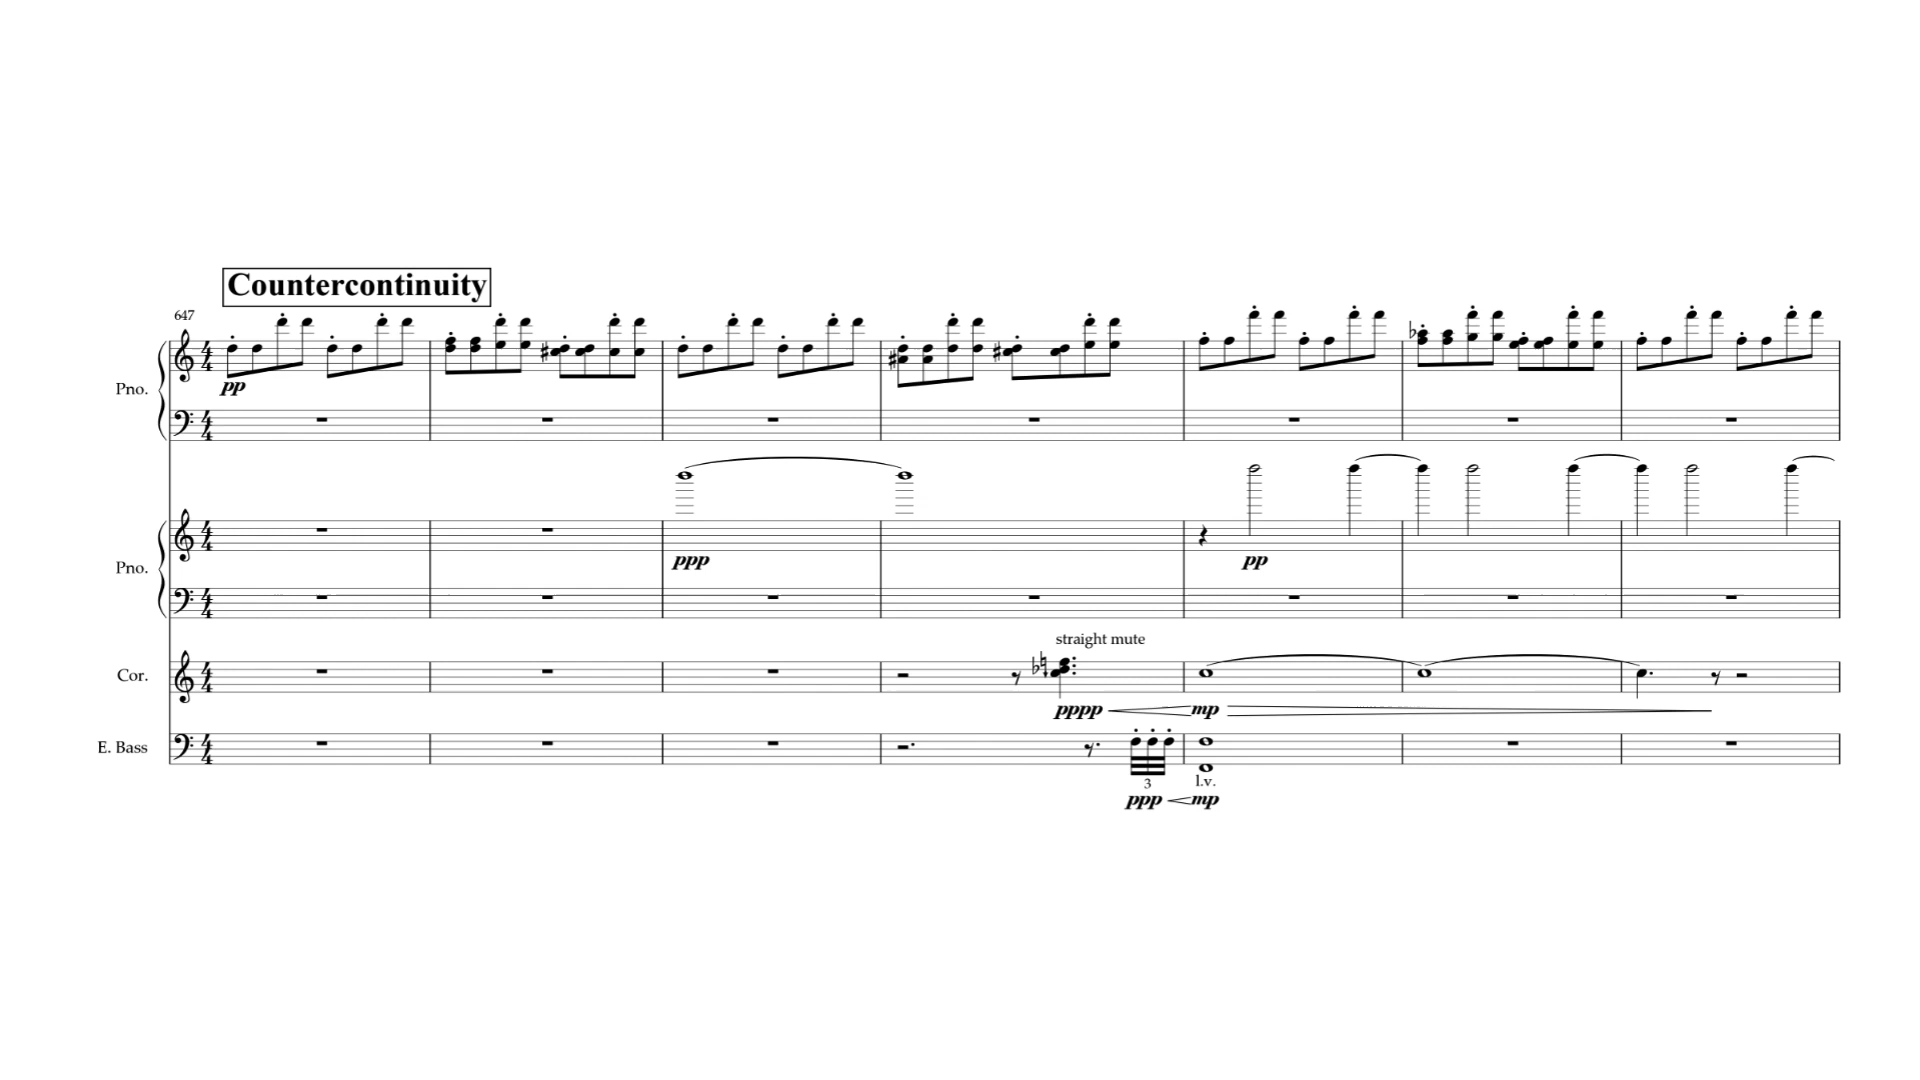 Countercontinuity
647
Pno.
pp
Pno.
ppp
pp
straight mute
Cor.
pppp
mp
E. Bass
3
l.v.
ppp
mp